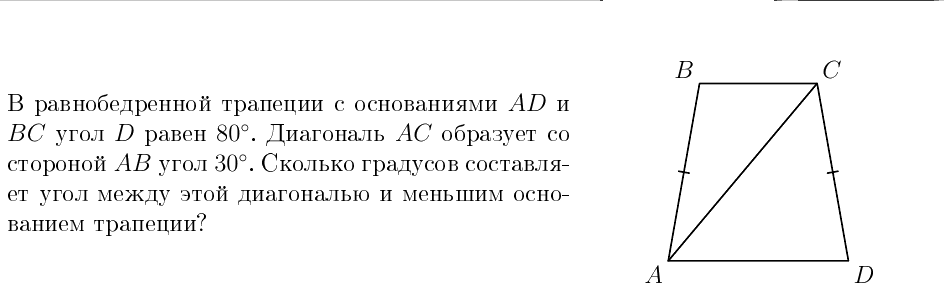 В равнобедренной трапеции с основаниями AD и
BC угол D равен 80°. Диагональ AC образует со
стороной AB угол 30°. Сколько градусов составля-
ет угол между этой диагональю и меньшим осно-
ванием трапеции?
B C
A D